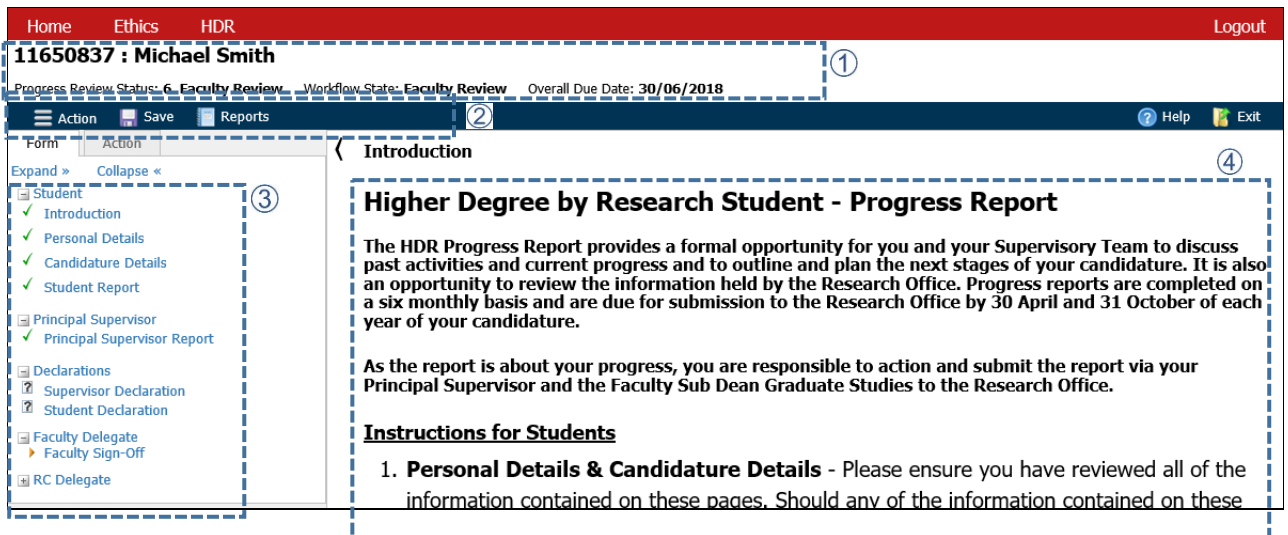 Home Ethics HDR Logout
11650837 : Michael Smith
①
Progress Review Status: 6. Faculty Review Workflow State: Faculty Review Overall Due Date: 30/06/2018
Action Save Reports ② Help Exit
Form Action
Expand » Collapse «
③
Student
Introduction
Personal Details
Candidature Details
Student Report
Principal Supervisor
Principal Supervisor Report
Declarations
Supervisor Declaration
Student Declaration
Faculty Delegate
Faculty Sign-Off
RC Delegate
Introduction
④
Higher Degree by Research Student - Progress Report
The HDR Progress Report provides a formal opportunity for you and your Supervisory Team to discuss
past activities and current progress and to outline and plan the next stages of your candidature. It is also
an opportunity to review the information held by the Research Office. Progress reports are completed on
a six monthly basis and are due for submission to the Research Office by 30 April and 31 October of each
year of your candidature.
As the report is about your progress, you are responsible to action and submit the report via your
Principal Supervisor and the Faculty Sub Dean Graduate Studies to the Research Office.
Instructions for Students
1. Personal Details & Candidature Details - Please ensure you have reviewed all of the
information contained on these pages. Should any of the information contained on these